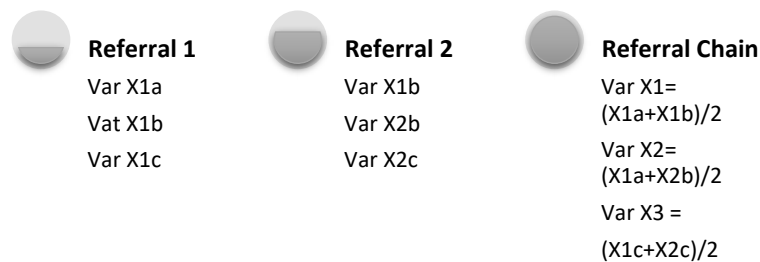 Referral 1
Var X1a
Vat X1b
Var X1c
Referral 2
Var X1b
Var X2b
Var X2c
Referral Chain
Var X1=
(X1a+X1b)/2
Var X2=
(X1a+X2b)/2
Var X3 =
(X1c+X2c)/2